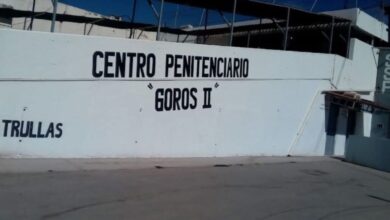 CENTRO PENITENCIARIO
"GOROS II"
TRULLAS